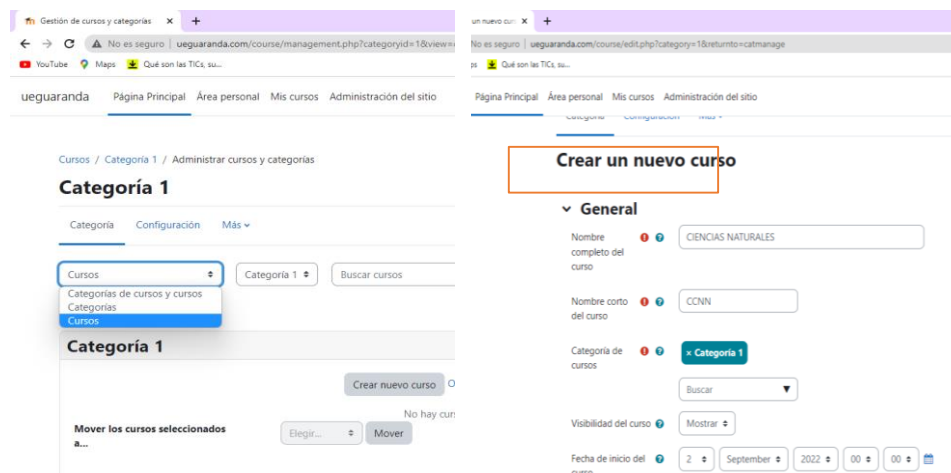 Gestión de cursos y categorías
No es seguro | ueguaranda.com/course/management.php?categoryid=1&view=
YouTube Maps Qué son las TICs, su...
ueguaranda Página Principal Área personal Mis cursos Administración del sitio
Cursos / Categoría 1 / Administrar cursos y categorías
Categoría 1
Categoría Configuración Más
Cursos Categoría 1 Buscar cursos
Categorías de cursos y cursos
Categorías
Cursos
Categoría 1
Crear nuevo curso
No hay cur
Mover los cursos seleccionados
a...
Elegir... Mover
un nuevo
No es seguro | ueguaranda.com/course/edit.php?category=1&returnto=catmanage
ps Qué son las TICs, su...
Página Principal Área personal Mis cursos Administración del sitio
Categoría Configuración Más
Crear un nuevo curso
General
Nombre
completo del
curso
CIENCIAS NATURALES
Nombre corto
del curso
CCNN
Categoría de
cursos
× Categoría 1
Buscar
Visibilidad del curso Mostrar
Fecha de inicio del
curso
2 September 2022 00 00